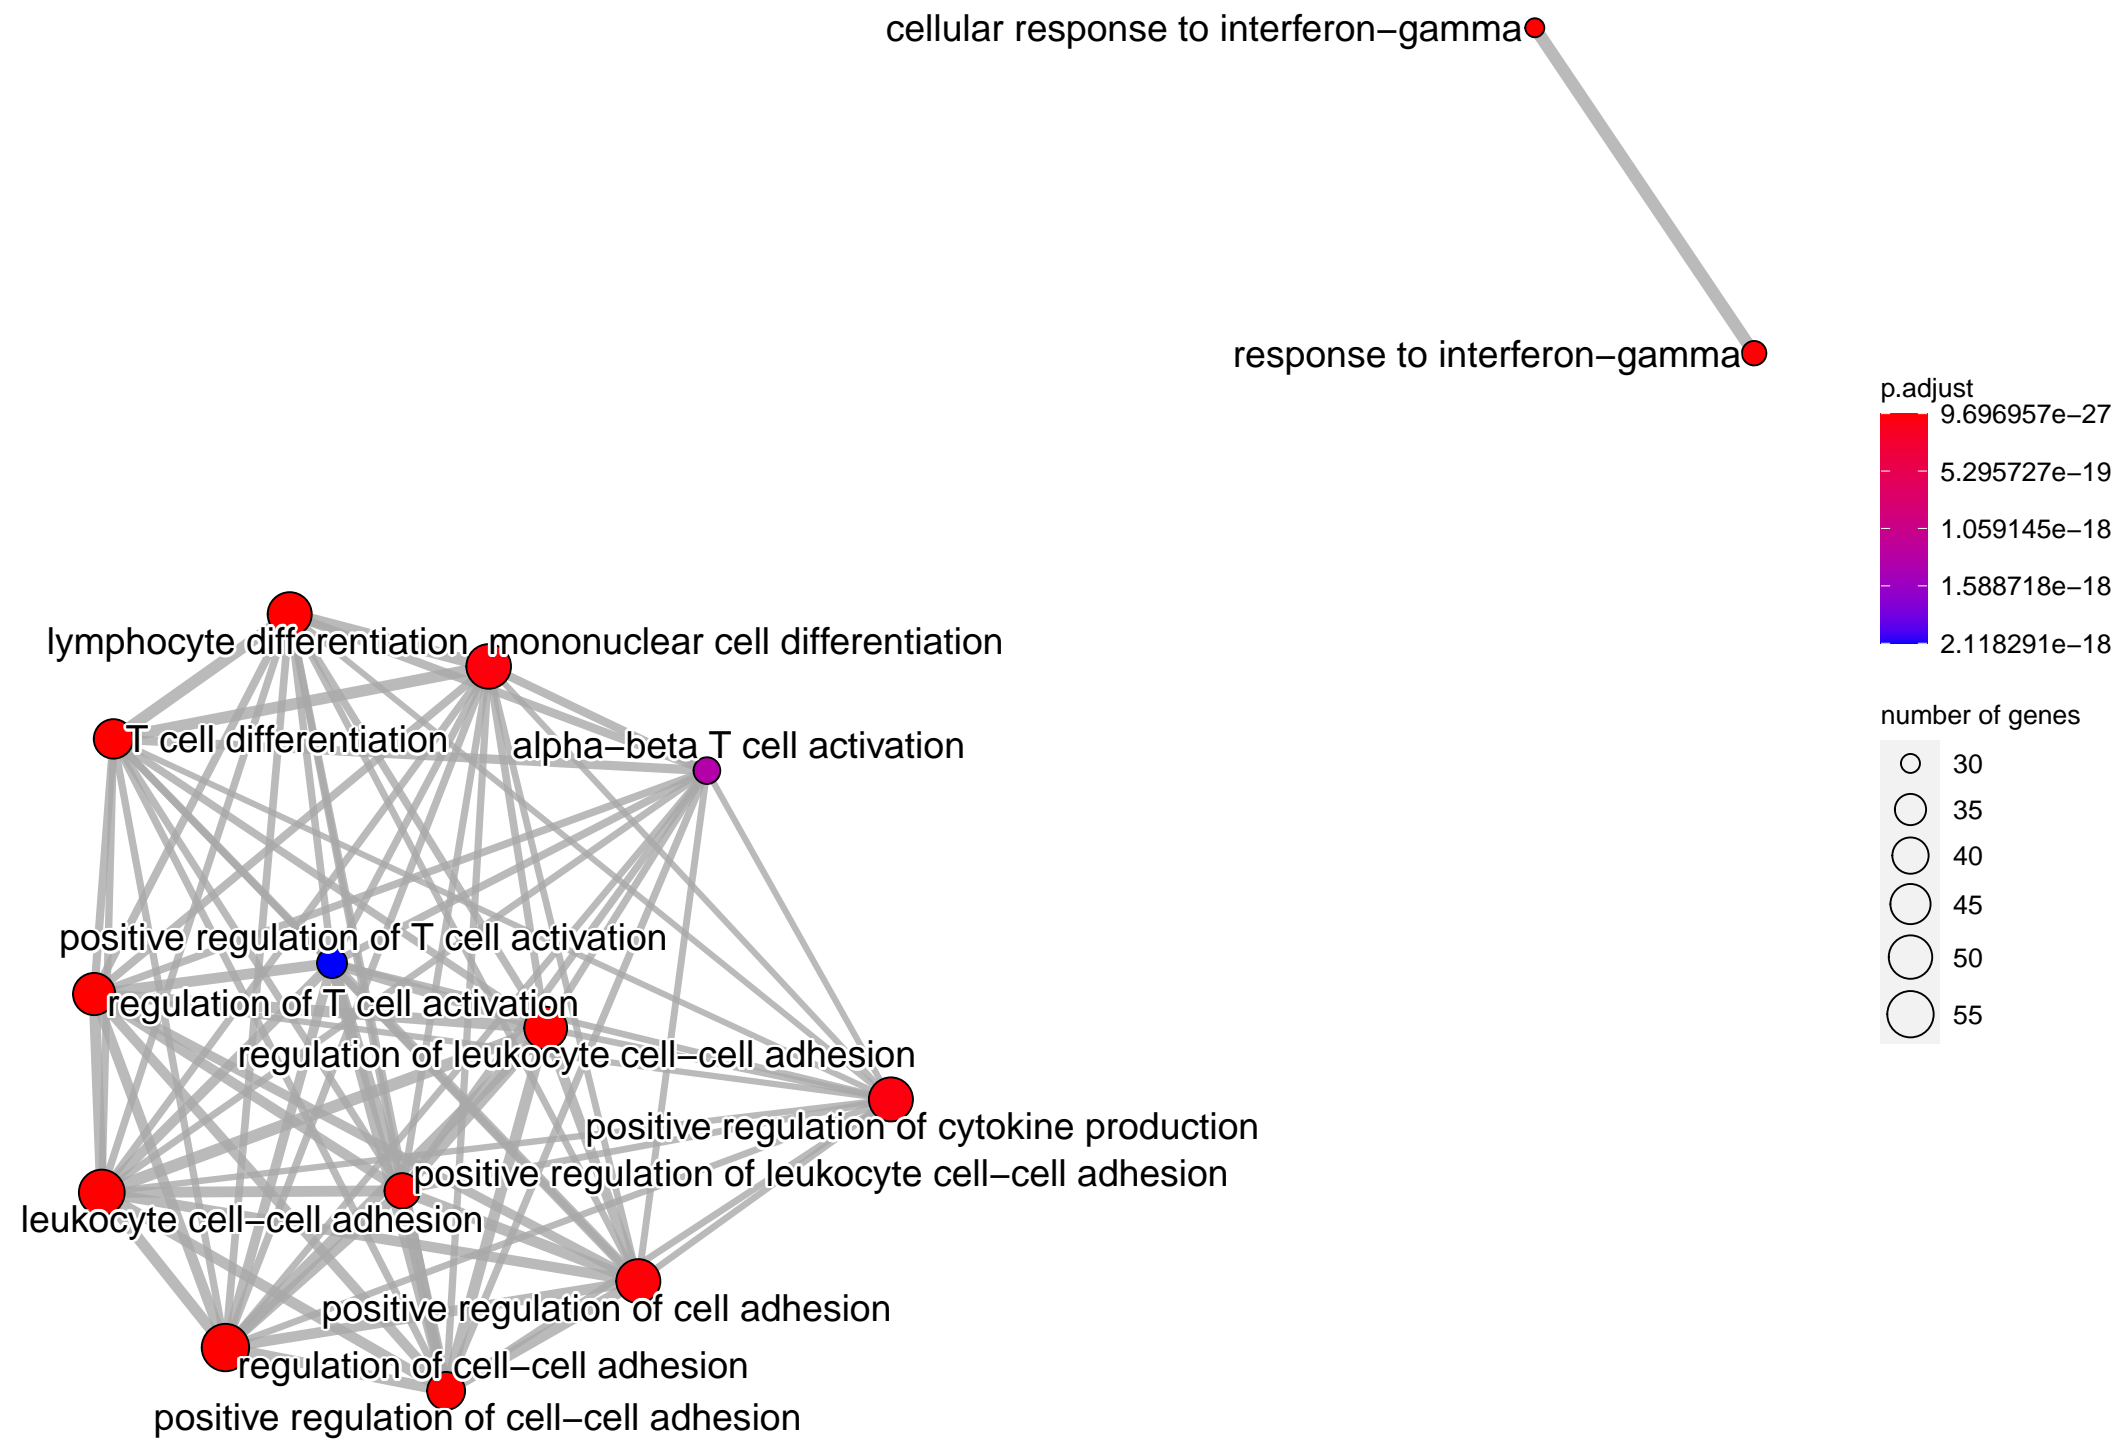 cellular response to interferon−gamma
response to interferon−gamma
p.adjust
9.696957e−27
5.295727e−19
1.059145e−18
1.588718e−18
2.118291e−18
lymphocyte differentiation
mononuclear cell differentiation
T cell differentiation
alpha−beta T cell activation
number of genes
30
35
40
45
50
55
positive regulation of T cell activation
regulation of T cell activation
regulation of leukocyte cell−cell adhesion
positive regulation of cytokine production
positive regulation of leukocyte cell−cell adhesion
leukocyte cell−cell adhesion
positive regulation of cell adhesion
regulation of cell−cell adhesion
positive regulation of cell−cell adhesion